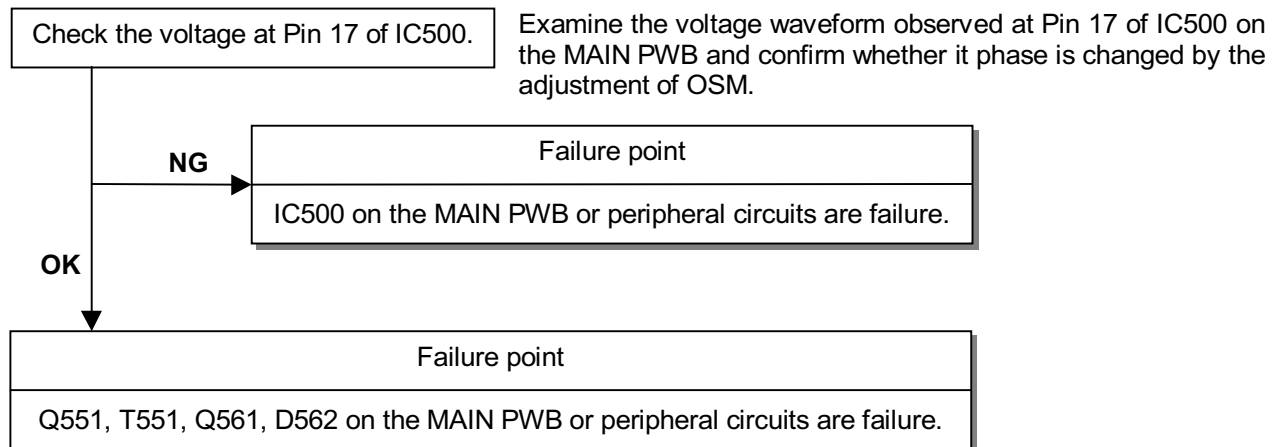 Check the voltage at Pin 17 of IC500.
Examine the voltage waveform observed at Pin 17 of IC500 on
the MAIN PWB and confirm whether it phase is changed by the
adjustment of OSM.
NG
Failure point
IC500 on the MAIN PWB or peripheral circuits are failure.
OK
Failure point
Q551, T551, Q561, D562 on the MAIN PWB or peripheral circuits are failure.